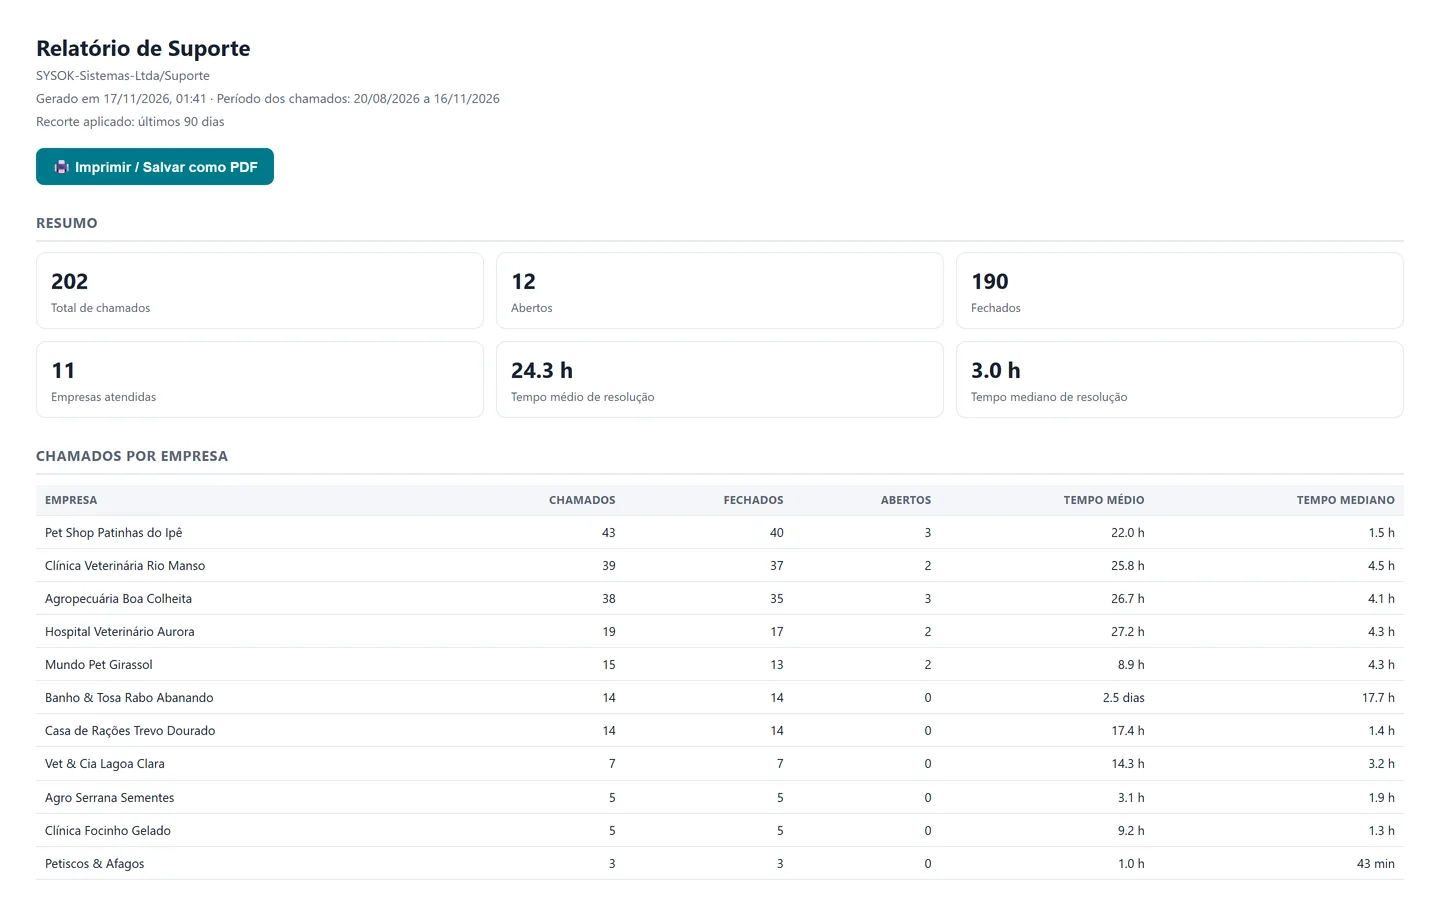 Relatório de Suporte
SYSOK-Sistemas-Ltda/Suporte
Gerado em 17/11/2026, 01:41 · Período dos chamados: 20/08/2026 a 16/11/2026
Recorte aplicado: últimos 90 dias
Imprimir / Salvar como PDF
RESUMO
202
Total de chamados
12
Abertos
190
Fechados
11
Empresas atendidas
24.3 h
Tempo médio de resolução
3.0 h
Tempo mediano de resolução
CHAMADOS POR EMPRESA
EMPRESA CHAMADOS FECHADOS ABERTOS TEMPO MÉDIO TEMPO MEDIANO
Pet Shop Patinhas do Ipê 43 40 3 22.0 h 1.5 h
Clínica Veterinária Rio Manso 39 37 2 25.8 h 4.5 h
Agropecuária Boa Colheita 38 35 3 26.7 h 4.1 h
Hospital Veterinário Aurora 19 17 2 27.2 h 4.3 h
Mundo Pet Girassol 15 13 2 8.9 h 4.3 h
Banho & Tosa Rabo Abanando 14 14 0 2.5 dias 17.7 h
Casa de Rações Trevo Dourado 14 14 0 17.4 h 1.4 h
Vet & Cia Lagoa Clara 7 7 0 14.3 h 3.2 h
Agro Serrana Sementes 5 5 0 3.1 h 1.9 h
Clínica Focinho Gelado 5 5 0 9.2 h 1.3 h
Petiscos & Afagos 3 3 0 1.0 h 43 min